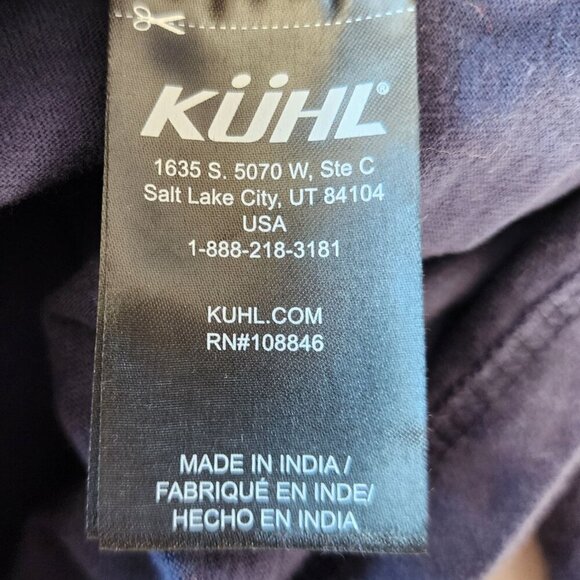 KÜHL®
1635 S. 5070 W, Ste C
Salt Lake City, UT 84104
USA
1-888-218-3181
KUHL.COM
RN#108846
MADE IN INDIA /
FABRIQUÉ EN INDE/
HECHO EN INDIA